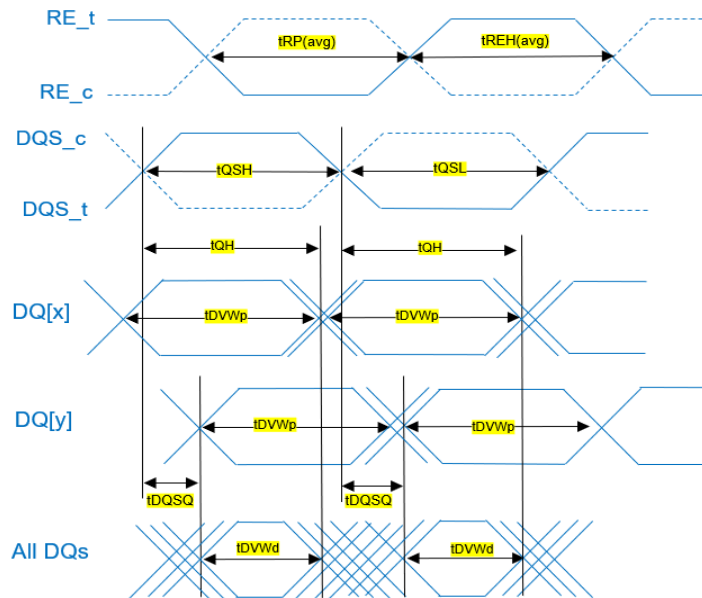 RE_t
tRP(avg) tREH(avg)
RE_c
DQS_c
tQSH tQSL
DQS_t
tQH tQH
DQ[x] tDVWp tDVWp
DQ[y] tDVWp tDVWp
tDQSQ tDQSQ
All DQs tDVWd tDVWd